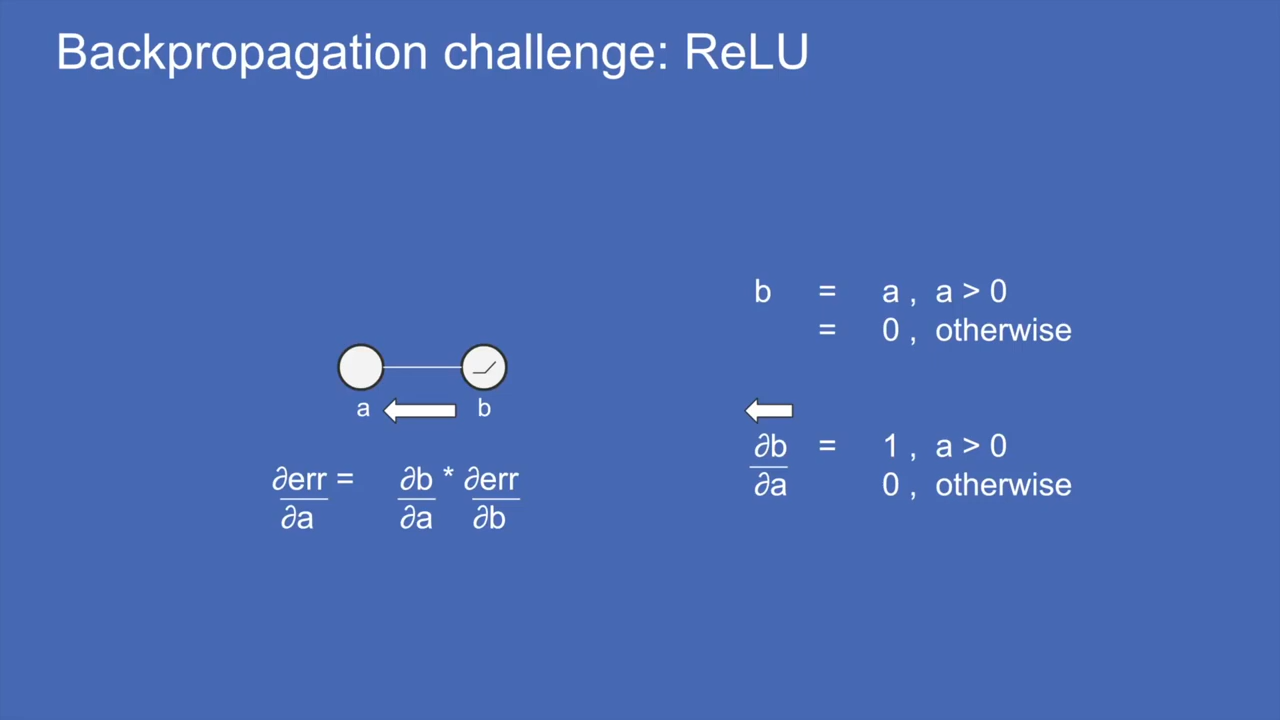 Backpropagation challenge: ReLU
b = a , a > 0
= 0 , otherwise
a b
∂b = 1 , a > 0
∂a 0 , otherwise
∂err = ∂b * ∂err
∂a ∂a ∂b